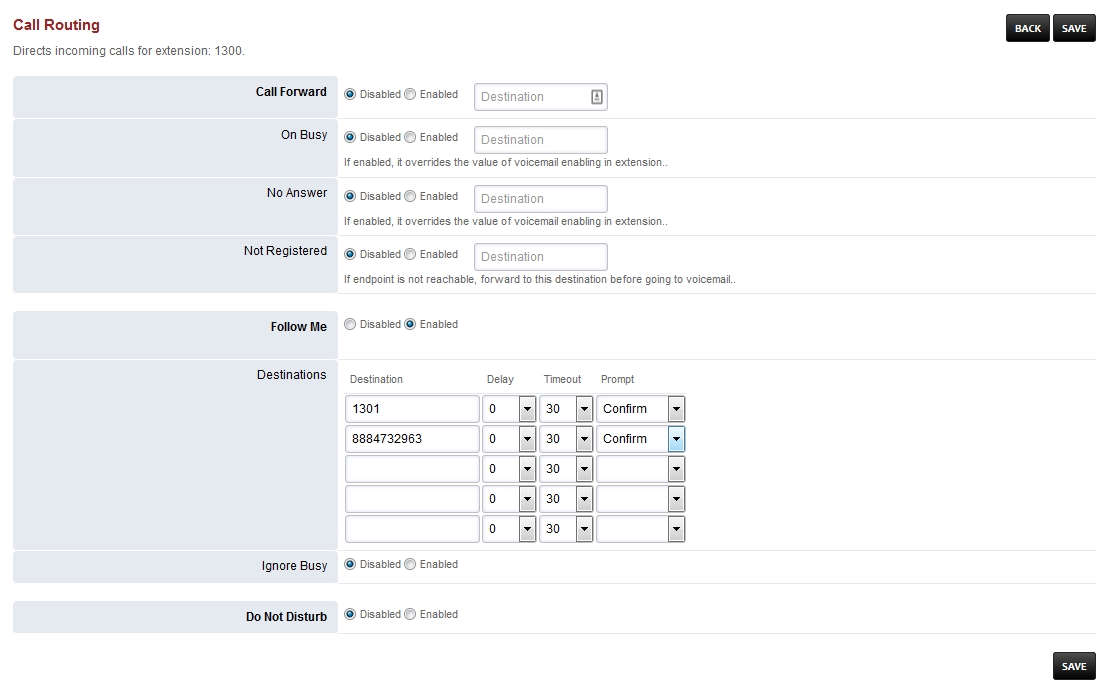 Call Routing
BACK SAVE
Directs incoming calls for extension: 1300.
Call Forward Disabled Enabled Destination
On Busy Disabled Enabled Destination
If enabled, it overrides the value of voicemail enabling in extension..
No Answer Disabled Enabled Destination
If enabled, it overrides the value of voicemail enabling in extension..
Not Registered Disabled Enabled Destination
If endpoint is not reachable, forward to this destination before going to voicemail..
Follow Me Disabled Enabled
Destinations
Destination Delay Timeout Prompt
1301 0 30 Confirm
8884732963 0 30 Confirm
0 30
0 30
0 30
Ignore Busy Disabled Enabled
Do Not Disturb Disabled Enabled
SAVE